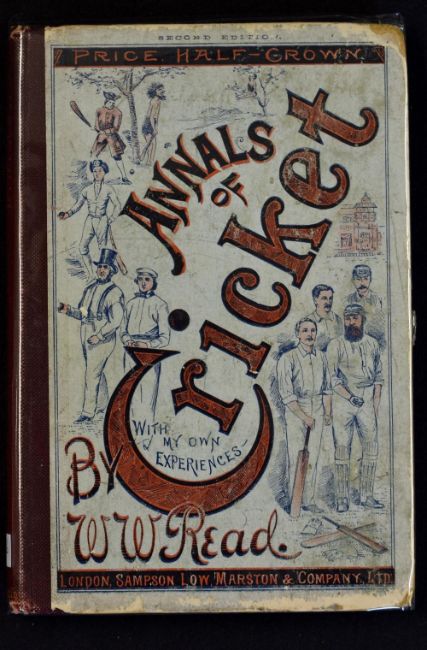 SECOND EDITION.
PRICE HALF-CROWN
ANNALS
OF
Cricket
WITH
MY OWN
EXPERIENCES
BY
W W Read.
LONDON, SAMPSON LOW, MARSTON & COMPANY, LTD